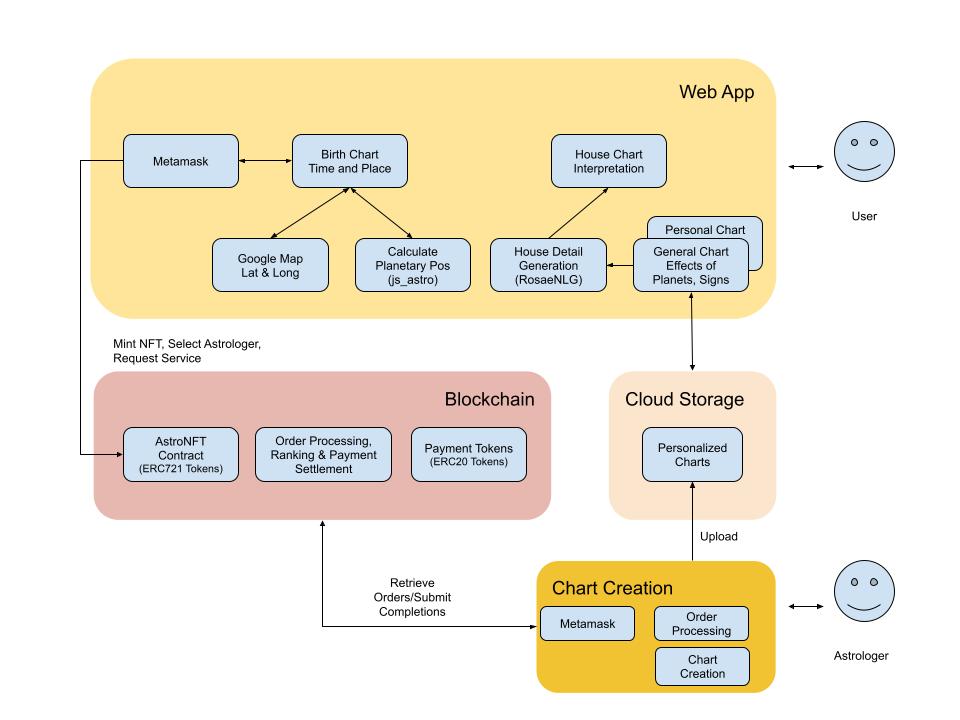 Web App
Metamask
Birth Chart
Time and Place
House Chart
Interpretation
User
Google Map
Lat & Long
Calculate
Planetary Pos
(js_astro)
House Detail
Generation
(RosaeNLG)
Personal Chart
General Chart
Effects of
Planets, Signs
Mint NFT, Select Astrologer,
Request Service
Blockchain
AstroNFT
Contract
(ERC721 Tokens)
Order Processing,
Ranking & Payment
Settlement
Payment Tokens
(ERC20 Tokens)
Cloud Storage
Personalized
Charts
Upload
Retrieve
Orders/Submit
Completions
Chart Creation
Metamask
Order
Processing
Chart
Creation
Astrologer